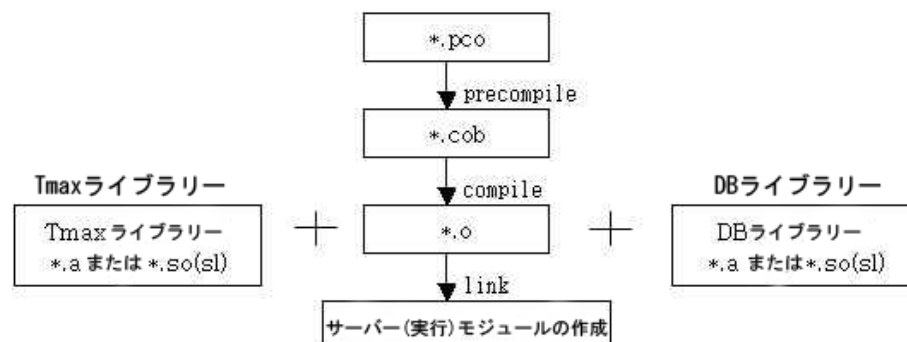 *.pco
precompile
*.cob
compile
Tmaxライブラリー
DBライブラリー
Tmaxライブラリー
*.aまたは*.so(sl)
+
*.o
+
DBライブラリー
*.a または*.so(sl)
link
サーバー(実行)モジュールの作成